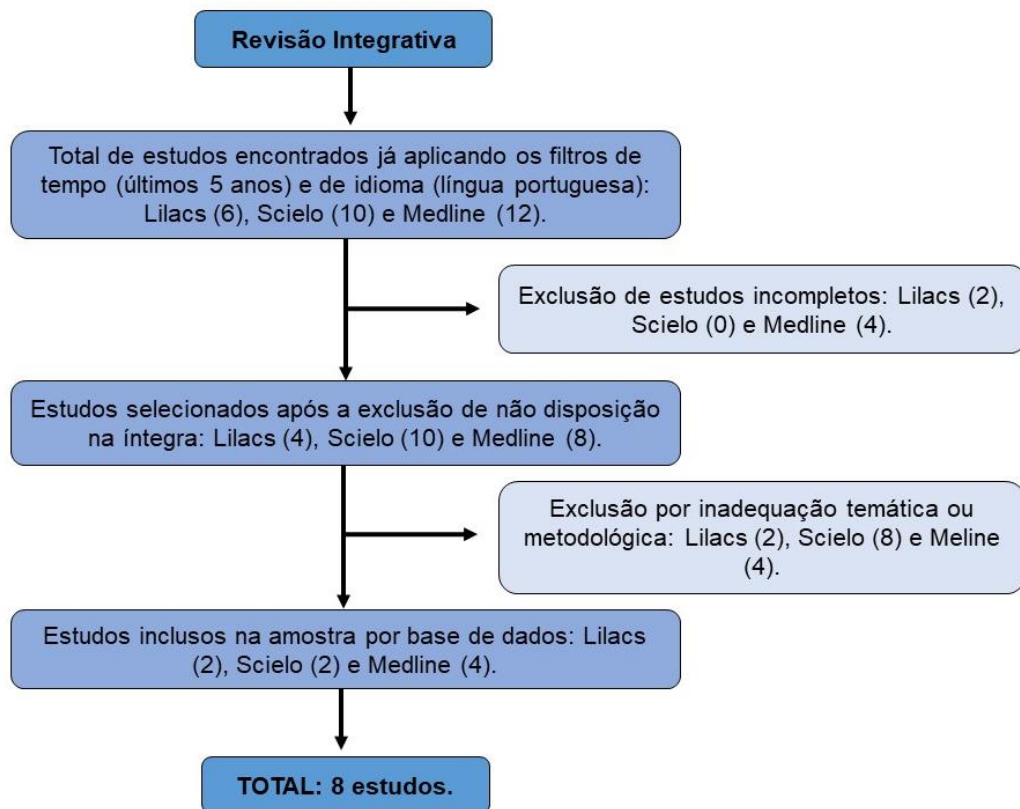 Revisão Integrativa
Total de estudos encontrados já aplicando os filtros de
tempo (últimos 5 anos) e de idioma (língua portuguesa):
Lilacs (6), Scielo (10) e Medline (12).
Exclusão de estudos incompletos: Lilacs (2),
Scielo (0) e Medline (4).
Estudos selecionados após a exclusão de não disposição
na íntegra: Lilacs (4), Scielo (10) e Medline (8).
Exclusão por inadequação temática ou
metodológica: Lilacs (2), Scielo (8) e Meline
(4).
Estudos inclusos na amostra por base de dados: Lilacs
(2), Scielo (2) e Medline (4).
TOTAL: 8 estudos.